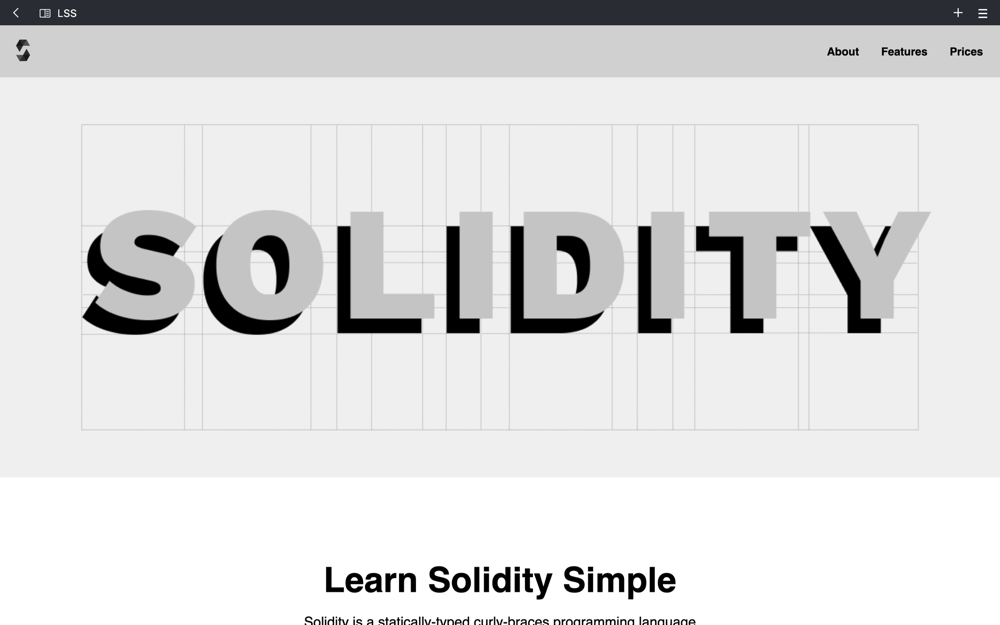 LSS
About Features Prices
SOLIDITY
Learn Solidity Simple
Solidity is a statically-typed curly-braces programming language